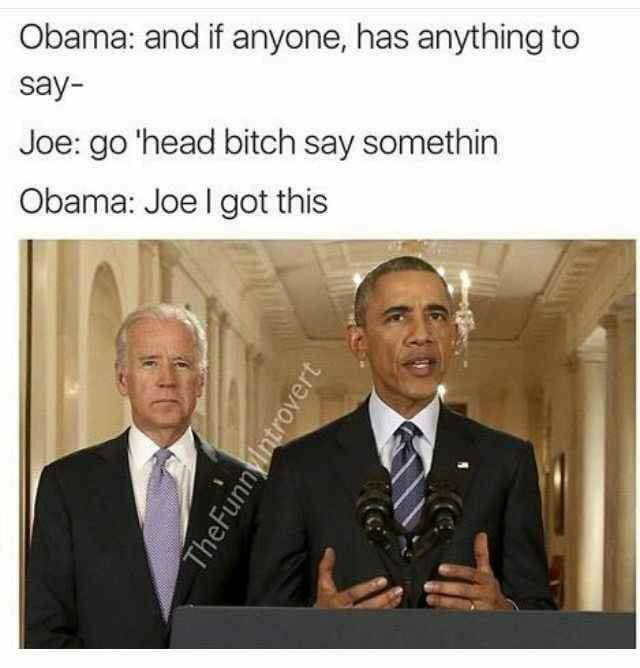 Obama: and if anyone, has anything to
say-
Joe: go 'head bitch say somethin
Obama: Joe I got this
TheFunnyIntrovert